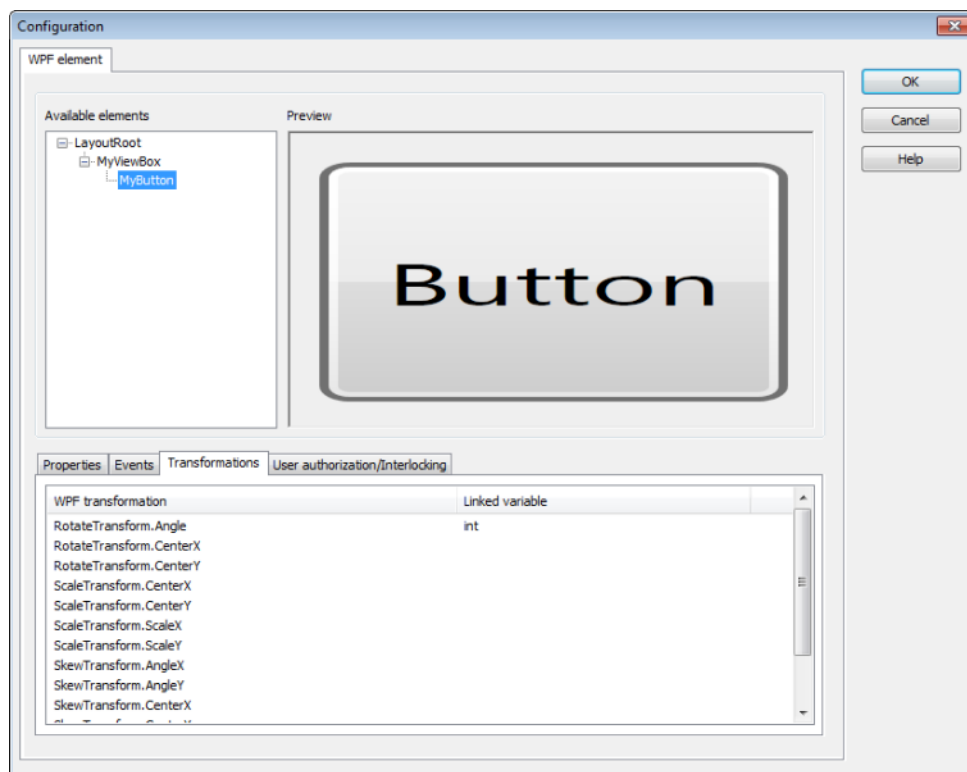 Configuration
WPF element
OK
Cancel
Help
Available elements
Preview
LayoutRoot
MyViewBox
MyButton
Button
Properties Events Transformations User authorization/Interlocking
WPF transformation Linked variable
RotateTransform.Angle int
RotateTransform.CenterX
RotateTransform.CenterY
ScaleTransform.CenterX
ScaleTransform.CenterY
ScaleTransform.ScaleX
ScaleTransform.ScaleY
SkewTransform.AngleX
SkewTransform.AngleY
SkewTransform.CenterX